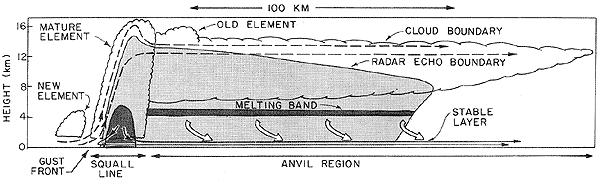 100 KM
MATURE
ELEMENT
OLD ELEMENT
CLOUD BOUNDARY
RADAR ECHO BOUNDARY
NEW
ELEMENT
MELTING BAND
STABLE
LAYER
HEIGHT (km)
16
12
8
4
0
GUST
FRONT
SQUALL
LINE
ANVIL REGION